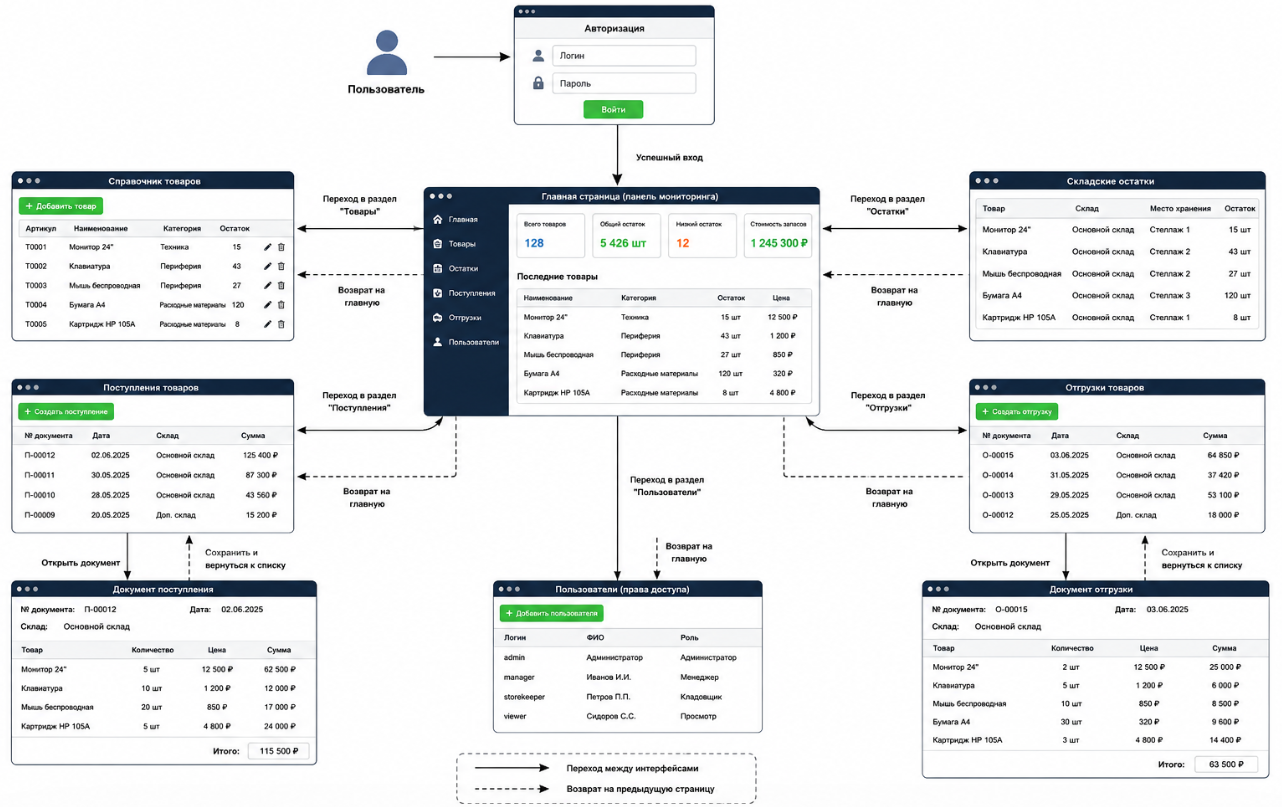 Авторизация
Логин
Пароль
Войти
Пользователь
Успешный вход
Справочник товаров
+ Добавить товар
Артикул Наименование Категория Остаток
Т0001 Монитор 24" Техника 15
Т0002 Клавиатура Периферия 43
Т0003 Мышь беспроводная Периферия 27
Т0004 Бумага А4 Расходные материалы 120
Т0005 Картридж HP 105A Расходные материалы 8
Переход в раздел
"Товары"
Возврат на
главную
Главная страница (панель мониторинга)
Главная
Товары
Остатки
Поступления
Отгрузки
Пользователи
Всего товаров
128
Общий остаток
5 426 шт
Низкий остаток
12
Стоимость запасов
1 245 300 ₽
Последние товары
Наименование Категория Остаток Цена
Монитор 24" Техника 15 шт 12 500 ₽
Клавиатура Периферия 43 шт 1 200 ₽
Мышь беспроводная Периферия 27 шт 850 ₽
Бумага А4 Расходные материалы 120 шт 320 ₽
Картридж HP 105A Расходные материалы 8 шт 4 800 ₽
Переход в раздел
"Остатки"
Возврат на
главную
Складские остатки
Товар Склад Место хранения Остаток
Монитор 24" Основной склад Стеллаж 1 15 шт
Клавиатура Основной склад Стеллаж 2 43 шт
Мышь беспроводная Основной склад Стеллаж 2 27 шт
Бумага А4 Основной склад Стеллаж 3 120 шт
Картридж HP 105A Основной склад Стеллаж 1 8 шт
Поступления товаров
+ Создать поступление
№ документа Дата Склад Сумма
П-00012 02.06.2025 Основной склад 125 400 ₽
П-00011 30.05.2025 Основной склад 87 300 ₽
П-00010 28.05.2025 Основной склад 43 560 ₽
П-00009 20.05.2025 Доп. склад 15 200 ₽
Переход в раздел
"Поступления"
Возврат на
главную
Переход в раздел
"Пользователи"
Возврат на
главную
Переход в раздел
"Отгрузки"
Возврат на
главную
Отгрузки товаров
+ Создать отгрузку
№ документа Дата Склад Сумма
О-00015 03.06.2025 Основной склад 64 850 ₽
О-00014 31.05.2025 Основной склад 37 420 ₽
О-00013 29.05.2025 Основной склад 53 100 ₽
О-00012 25.05.2025 Доп. склад 18 000 ₽
Открыть документ
Сохранить и
вернуться к списку
Открыть документ
Сохранить и
вернуться к списку
Документ поступления
№ документа: П-00012 Дата: 02.06.2025
Склад: Основной склад
Товар Количество Цена Сумма
Монитор 24" 5 шт 12 500 ₽ 62 500 ₽
Клавиатура 10 шт 1 200 ₽ 12 000 ₽
Мышь беспроводная 20 шт 850 ₽ 17 000 ₽
Картридж HP 105A 5 шт 4 800 ₽ 24 000 ₽
Итого: 115 500 ₽
Пользователи (права доступа)
+ Добавить пользователя
Логин ФИО Роль
admin Администратор Администратор
manager Иванов И.И. Менеджер
storekeeper Петров П.П. Кладовщик
viewer Сидоров С.С. Просмотр
Документ отгрузки
№ документа: О-00015 Дата: 03.06.2025
Склад: Основной склад
Товар Количество Цена Сумма
Монитор 24" 2 шт 12 500 ₽ 25 000 ₽
Клавиатура 5 шт 1 200 ₽ 6 000 ₽
Мышь беспроводная 10 шт 850 ₽ 8 500 ₽
Бумага А4 30 шт 320 ₽ 9 600 ₽
Картридж HP 105A 3 шт 4 800 ₽ 14 400 ₽
Итого: 63 500 ₽
Переход между интерфейсами
Возврат на предыдущую страницу